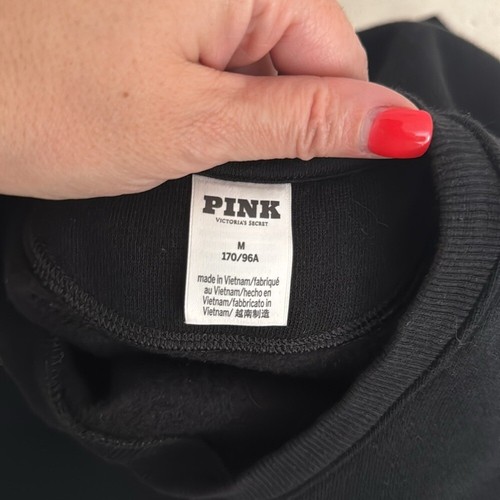 PINK
VICTORIA'S SECRET
M
170/96A
made in Vietnam/fabriqué
au Vietnam/hecho en
Vietnam/fabbricato in
Vietnam/ 越南制造